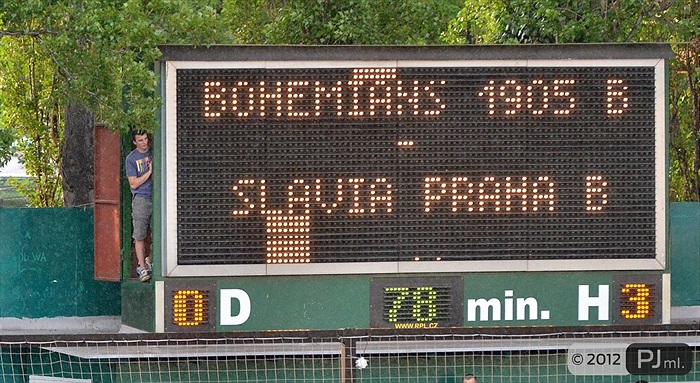 BOHEMIANS 1905 B
-
SLAVIA PRAHA B
0 D 78 min. H 3
WWW.RPL.CZ
© 2012 PJ ml.